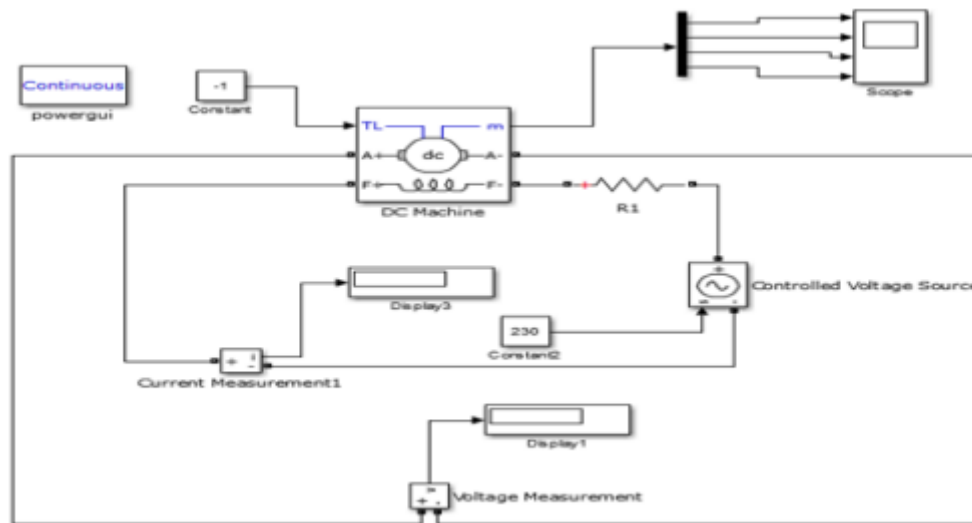 Continuous
powergui
-1
Constant
Scope
TL
m
A+
dc
A-
F+
F-
DC Machine
+
R1
+
Controlled Voltage Source
-
Display3
230
Constant2
+
i
-
Current Measurement1
Display1
v
+
-
Voltage Measurement